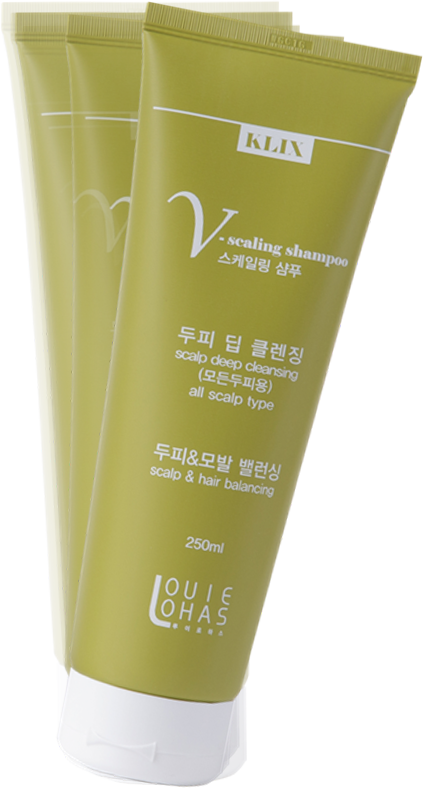 KLIX
V-scaling shampoo
스케일링 샴푸
두피 딥 클렌징
scalp deep cleansing
(모든두피용)
all scalp type
두피&모발 밸런싱
scalp & hair balancing
250ml
LOUIE
LOHAS